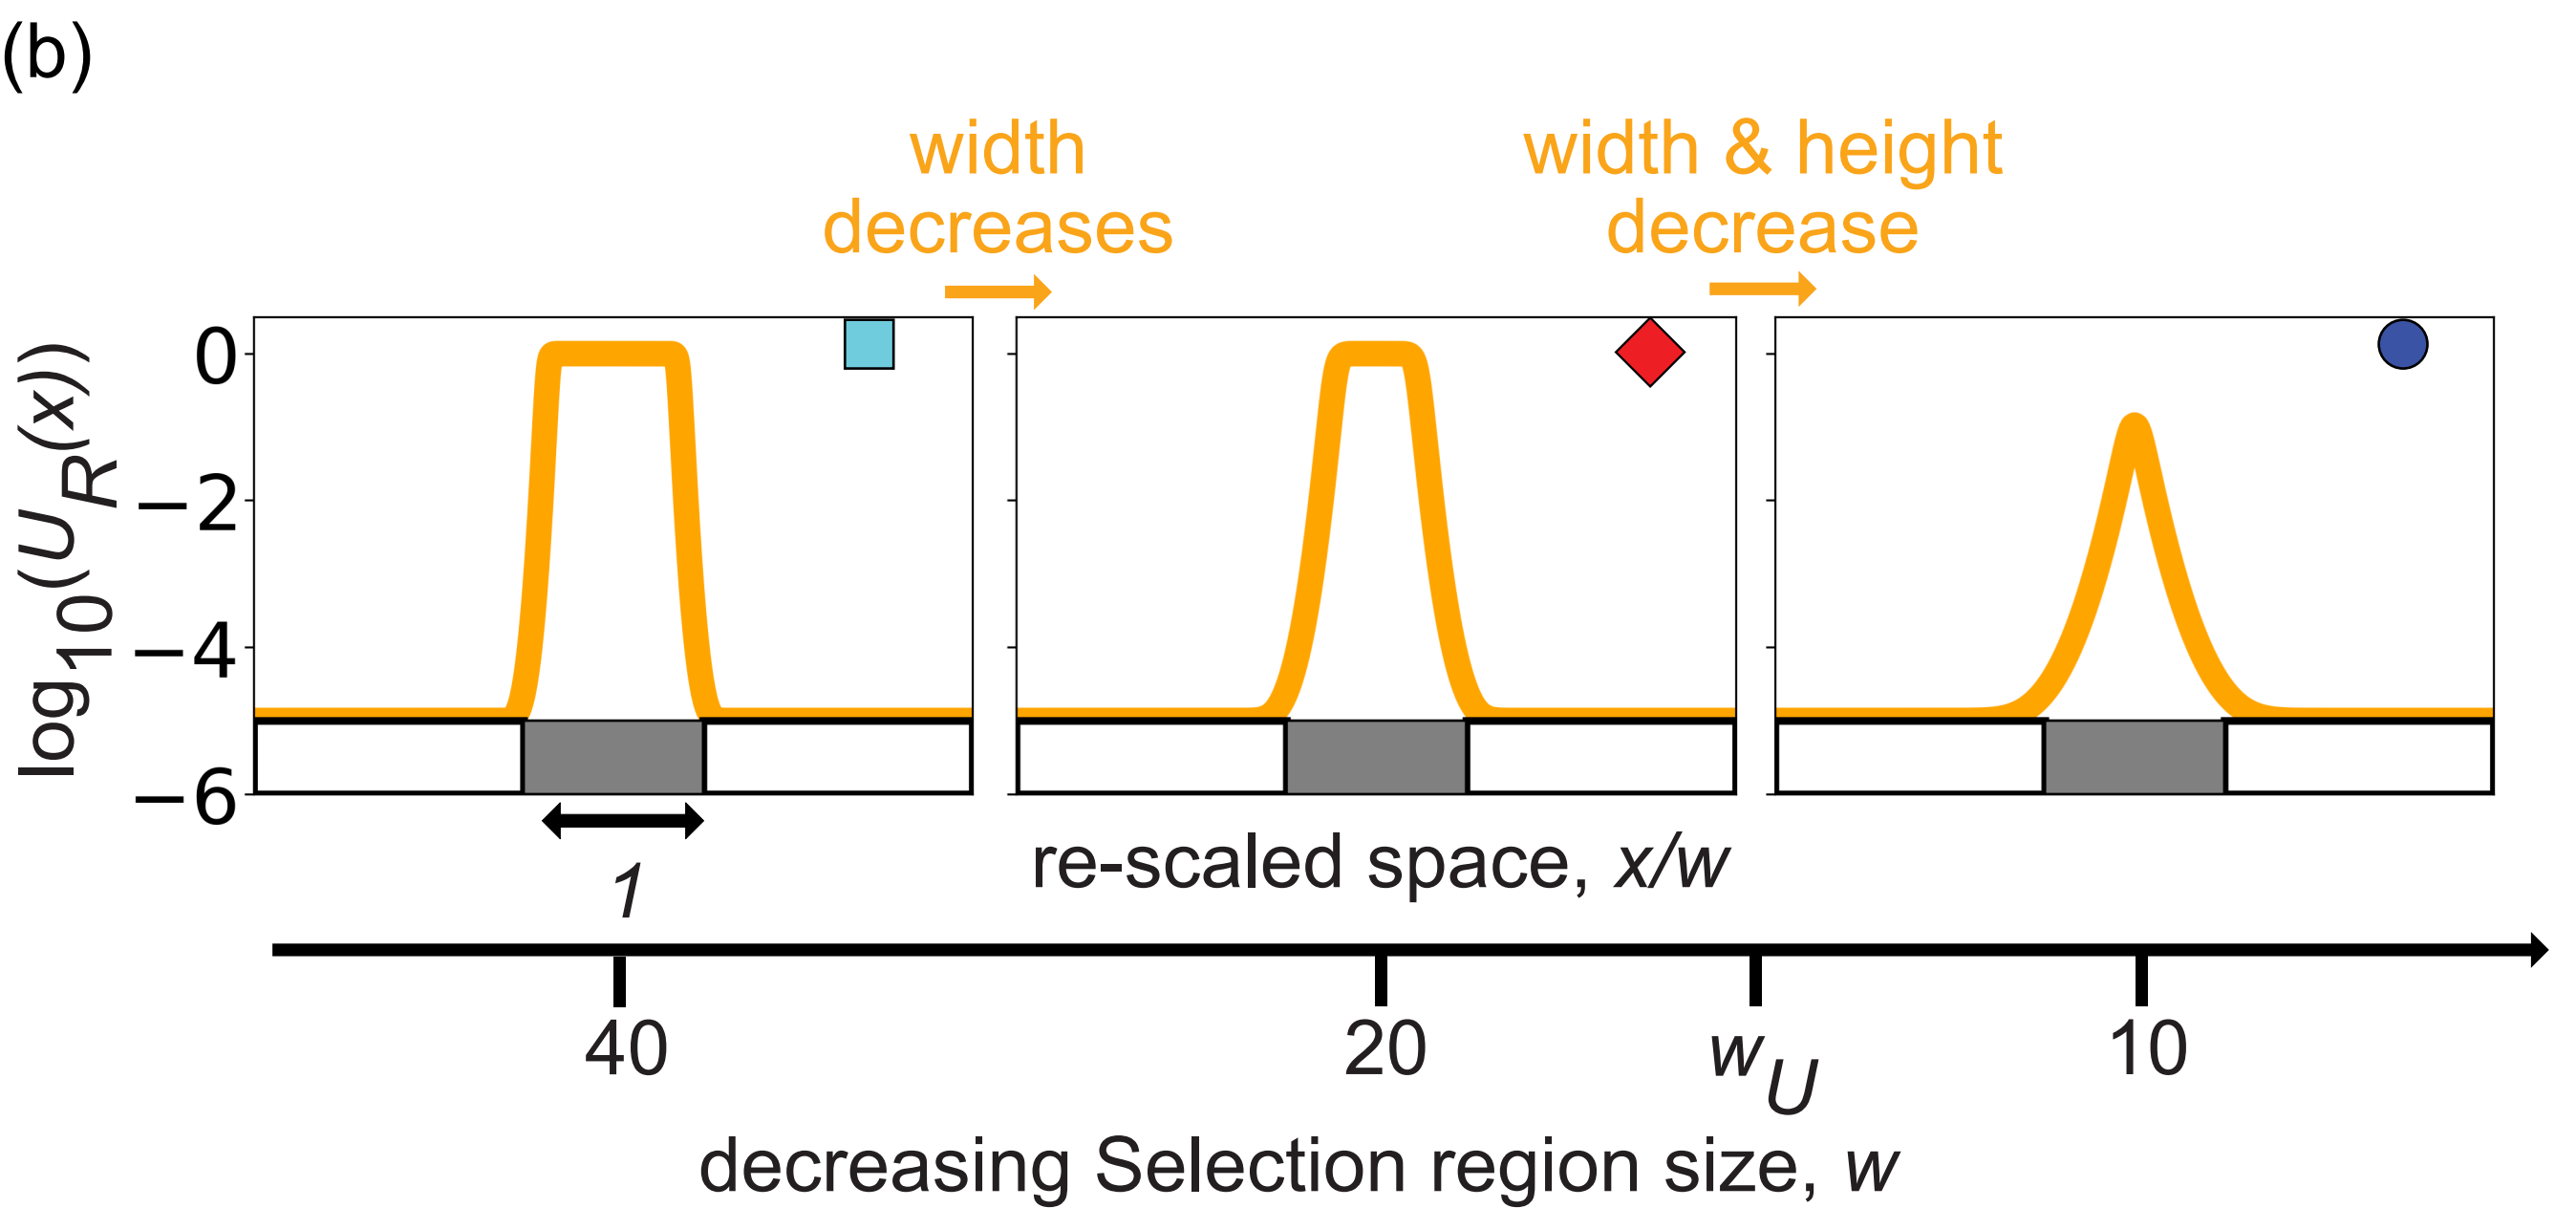 (b)
width
decreases
width & height
decrease
log10(UR(x))
0
−2
−4
−6
1
re-scaled space, x/w
40
20
wU
10
decreasing Selection region size, w